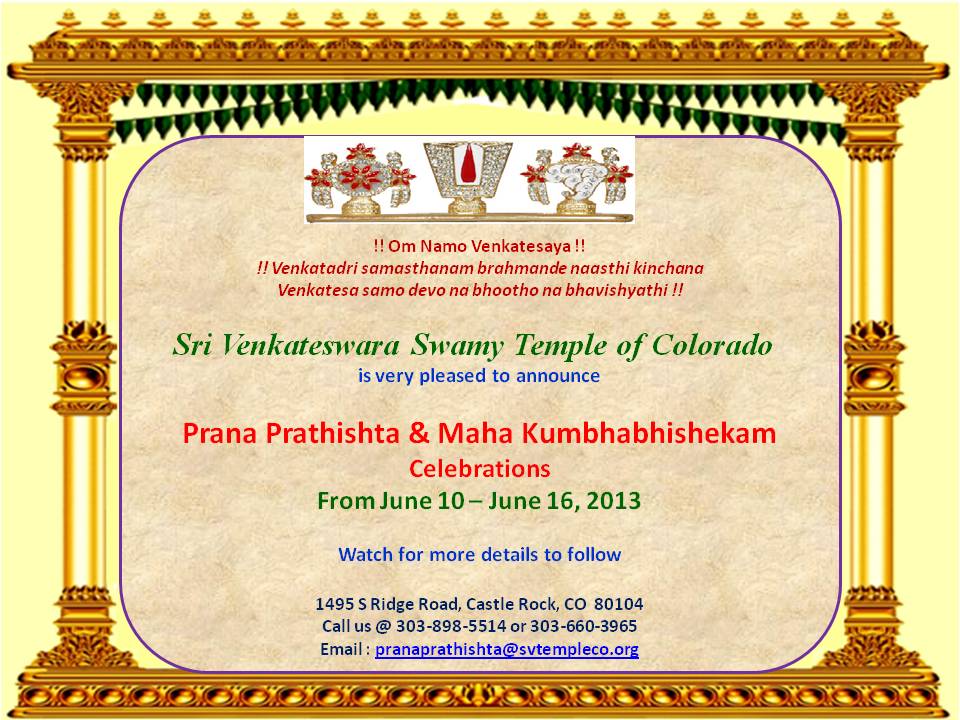 !! Om Namo Venkatesaya !!
!! Venkatadri samasthanam brahmande naasthi kinchana
Venkatesa samo devo na bhootho na bhavishyathi !!
Sri Venkateswara Swamy Temple of Colorado
is very pleased to announce
Prana Prathishta & Maha Kumbhabhishekam
Celebrations
From June 10 – June 16, 2013
Watch for more details to follow
1495 S Ridge Road, Castle Rock, CO 80104
Call us @ 303-898-5514 or 303-660-3965
Email : pranaprathishta@svtempleco.org